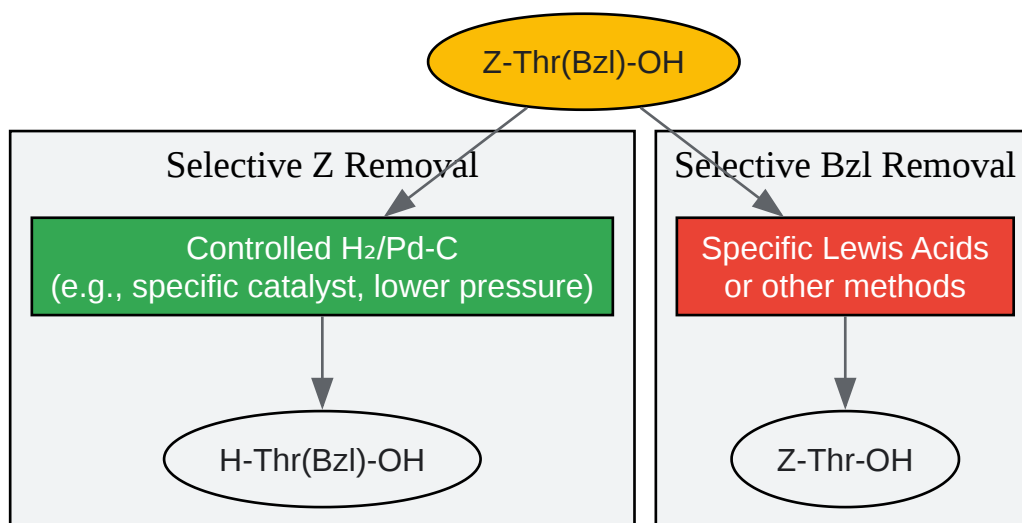 Z-Thr(Bzl)-OH
Selective Z Removal
Selective Bzl Removal
Controlled H₂/Pd-C
(e.g., specific catalyst, lower pressure)
Specific Lewis Acids
or other methods
H-Thr(Bzl)-OH
Z-Thr-OH